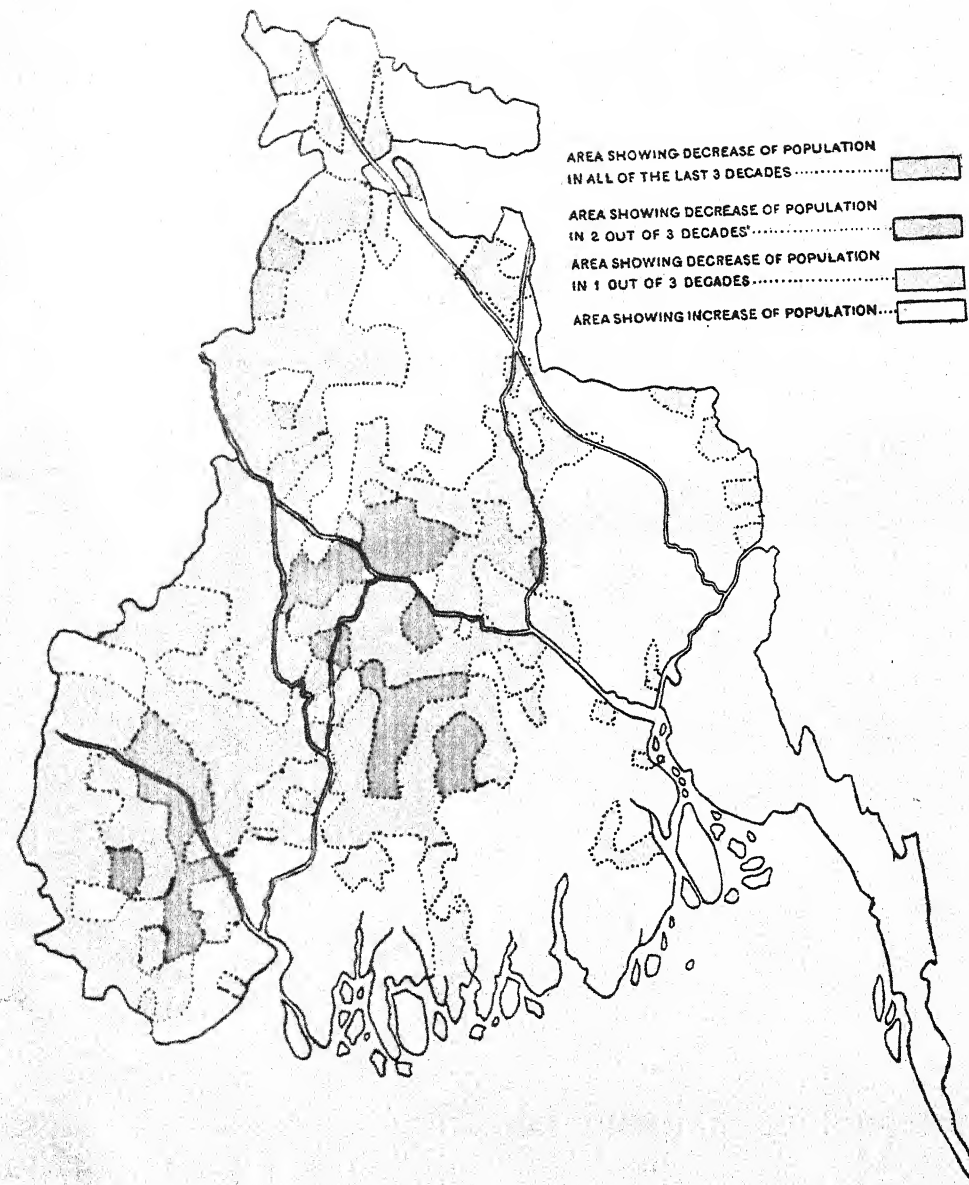 AREA SHOWING DECREASE OF POPULATION
IN ALL OF THE LAST 3 DECADES
AREA SHOWING DECREASE OF POPULATION
IN 2 OUT OF 3 DECADES
AREA SHOWING DECREASE OF POPULATION
IN 1 OUT OF 3 DECADES
AREA SHOWING INCREASE OF POPULATION